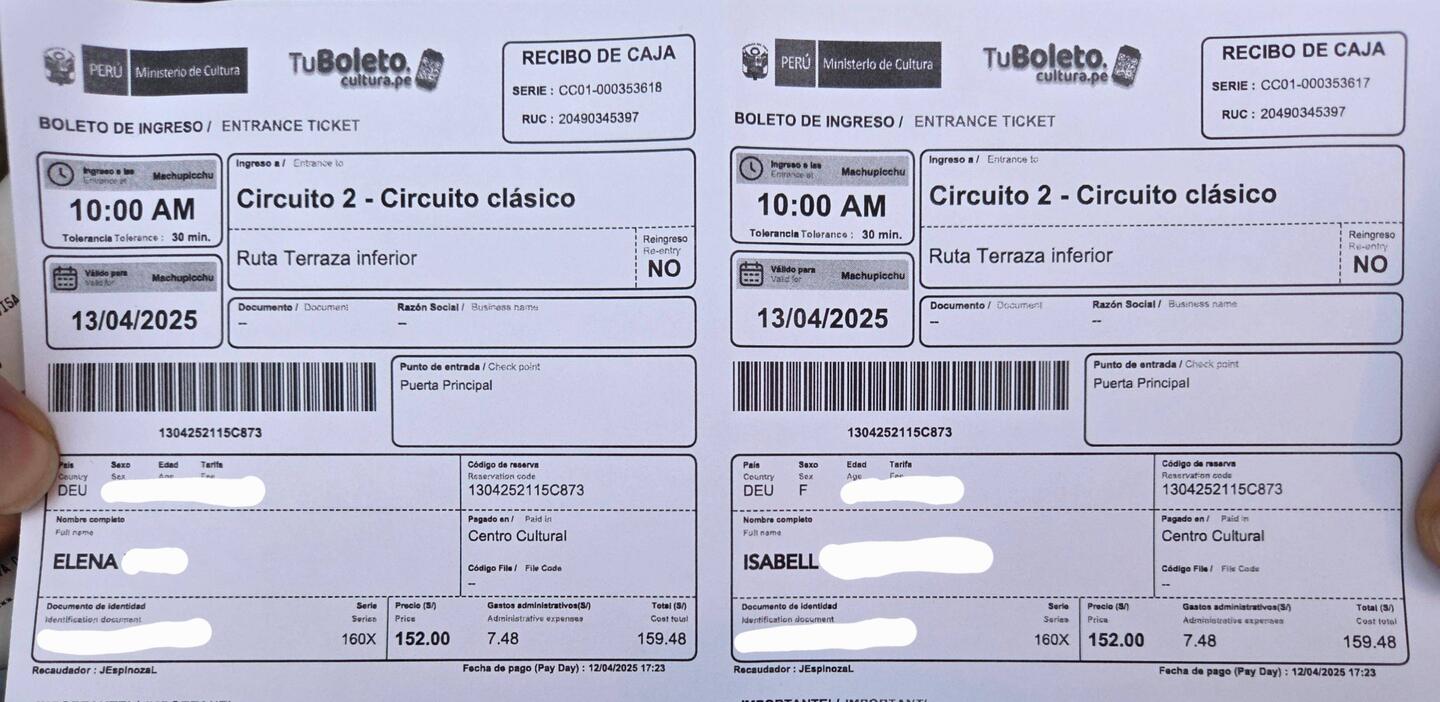 PERÚ Ministerio de Cultura
TuBoleto.
cultura.pe
RECIBO DE CAJA
SERIE : CC01-000353618
RUC : 20490345397
BOLETO DE INGRESO / ENTRANCE TICKET
Ingreso a las
Entrance at
Machupicchu
10:00 AM
Tolerancia Tolerance : 30 min.
Ingreso a / Entrance to
Circuito 2 - Circuito clásico
Ruta Terraza inferior
Reingreso
Re-entry
NO
Válido para
Valid for
Machupicchu
13/04/2025
Documento / Document
--
Razón Social / Business name
--
1304252115C873
Punto de entrada / Check point
Puerta Principal
País Sexo Edad Tarifa
Country Sex Age Fee
DEU
Código de reserva
Reservation code
1304252115C873
Nombre completo
Full name
ELENA
Pagado en / Paid in
Centro Cultural
Código File / File Code
--
Documento de identidad
Identification document
Serie
Series
160X
Precio (S/)
Price
152.00
Gastos administrativos(S/)
Administrative expenses
7.48
Total (S/)
Cost total
159.48
Recaudador : JEspinozaL
Fecha de pago (Pay Day) : 12/04/2025 17:23
PERÚ Ministerio de Cultura
TuBoleto.
cultura.pe
RECIBO DE CAJA
SERIE : CC01-000353617
RUC : 20490345397
BOLETO DE INGRESO / ENTRANCE TICKET
Ingreso a las
Entrance at
Machupicchu
10:00 AM
Tolerancia Tolerance : 30 min.
Ingreso a / Entrance to
Circuito 2 - Circuito clásico
Ruta Terraza inferior
Reingreso
Re-entry
NO
Válido para
Valid for
Machupicchu
13/04/2025
Documento / Document
--
Razón Social / Business name
--
1304252115C873
Punto de entrada / Check point
Puerta Principal
País Sexo Edad Tarifa
Country Sex Age Fee
DEU F
Código de reserva
Reservation code
1304252115C873
Nombre completo
Full name
ISABELL
Pagado en / Paid in
Centro Cultural
Código File / File Code
--
Documento de identidad
Identification document
Serie
Series
160X
Precio (S/)
Price
152.00
Gastos administrativos(S/)
Administrative expenses
7.48
Total (S/)
Cost total
159.48
Recaudador : JEspinozaL
Fecha de pago (Pay Day) : 12/04/2025 17:23